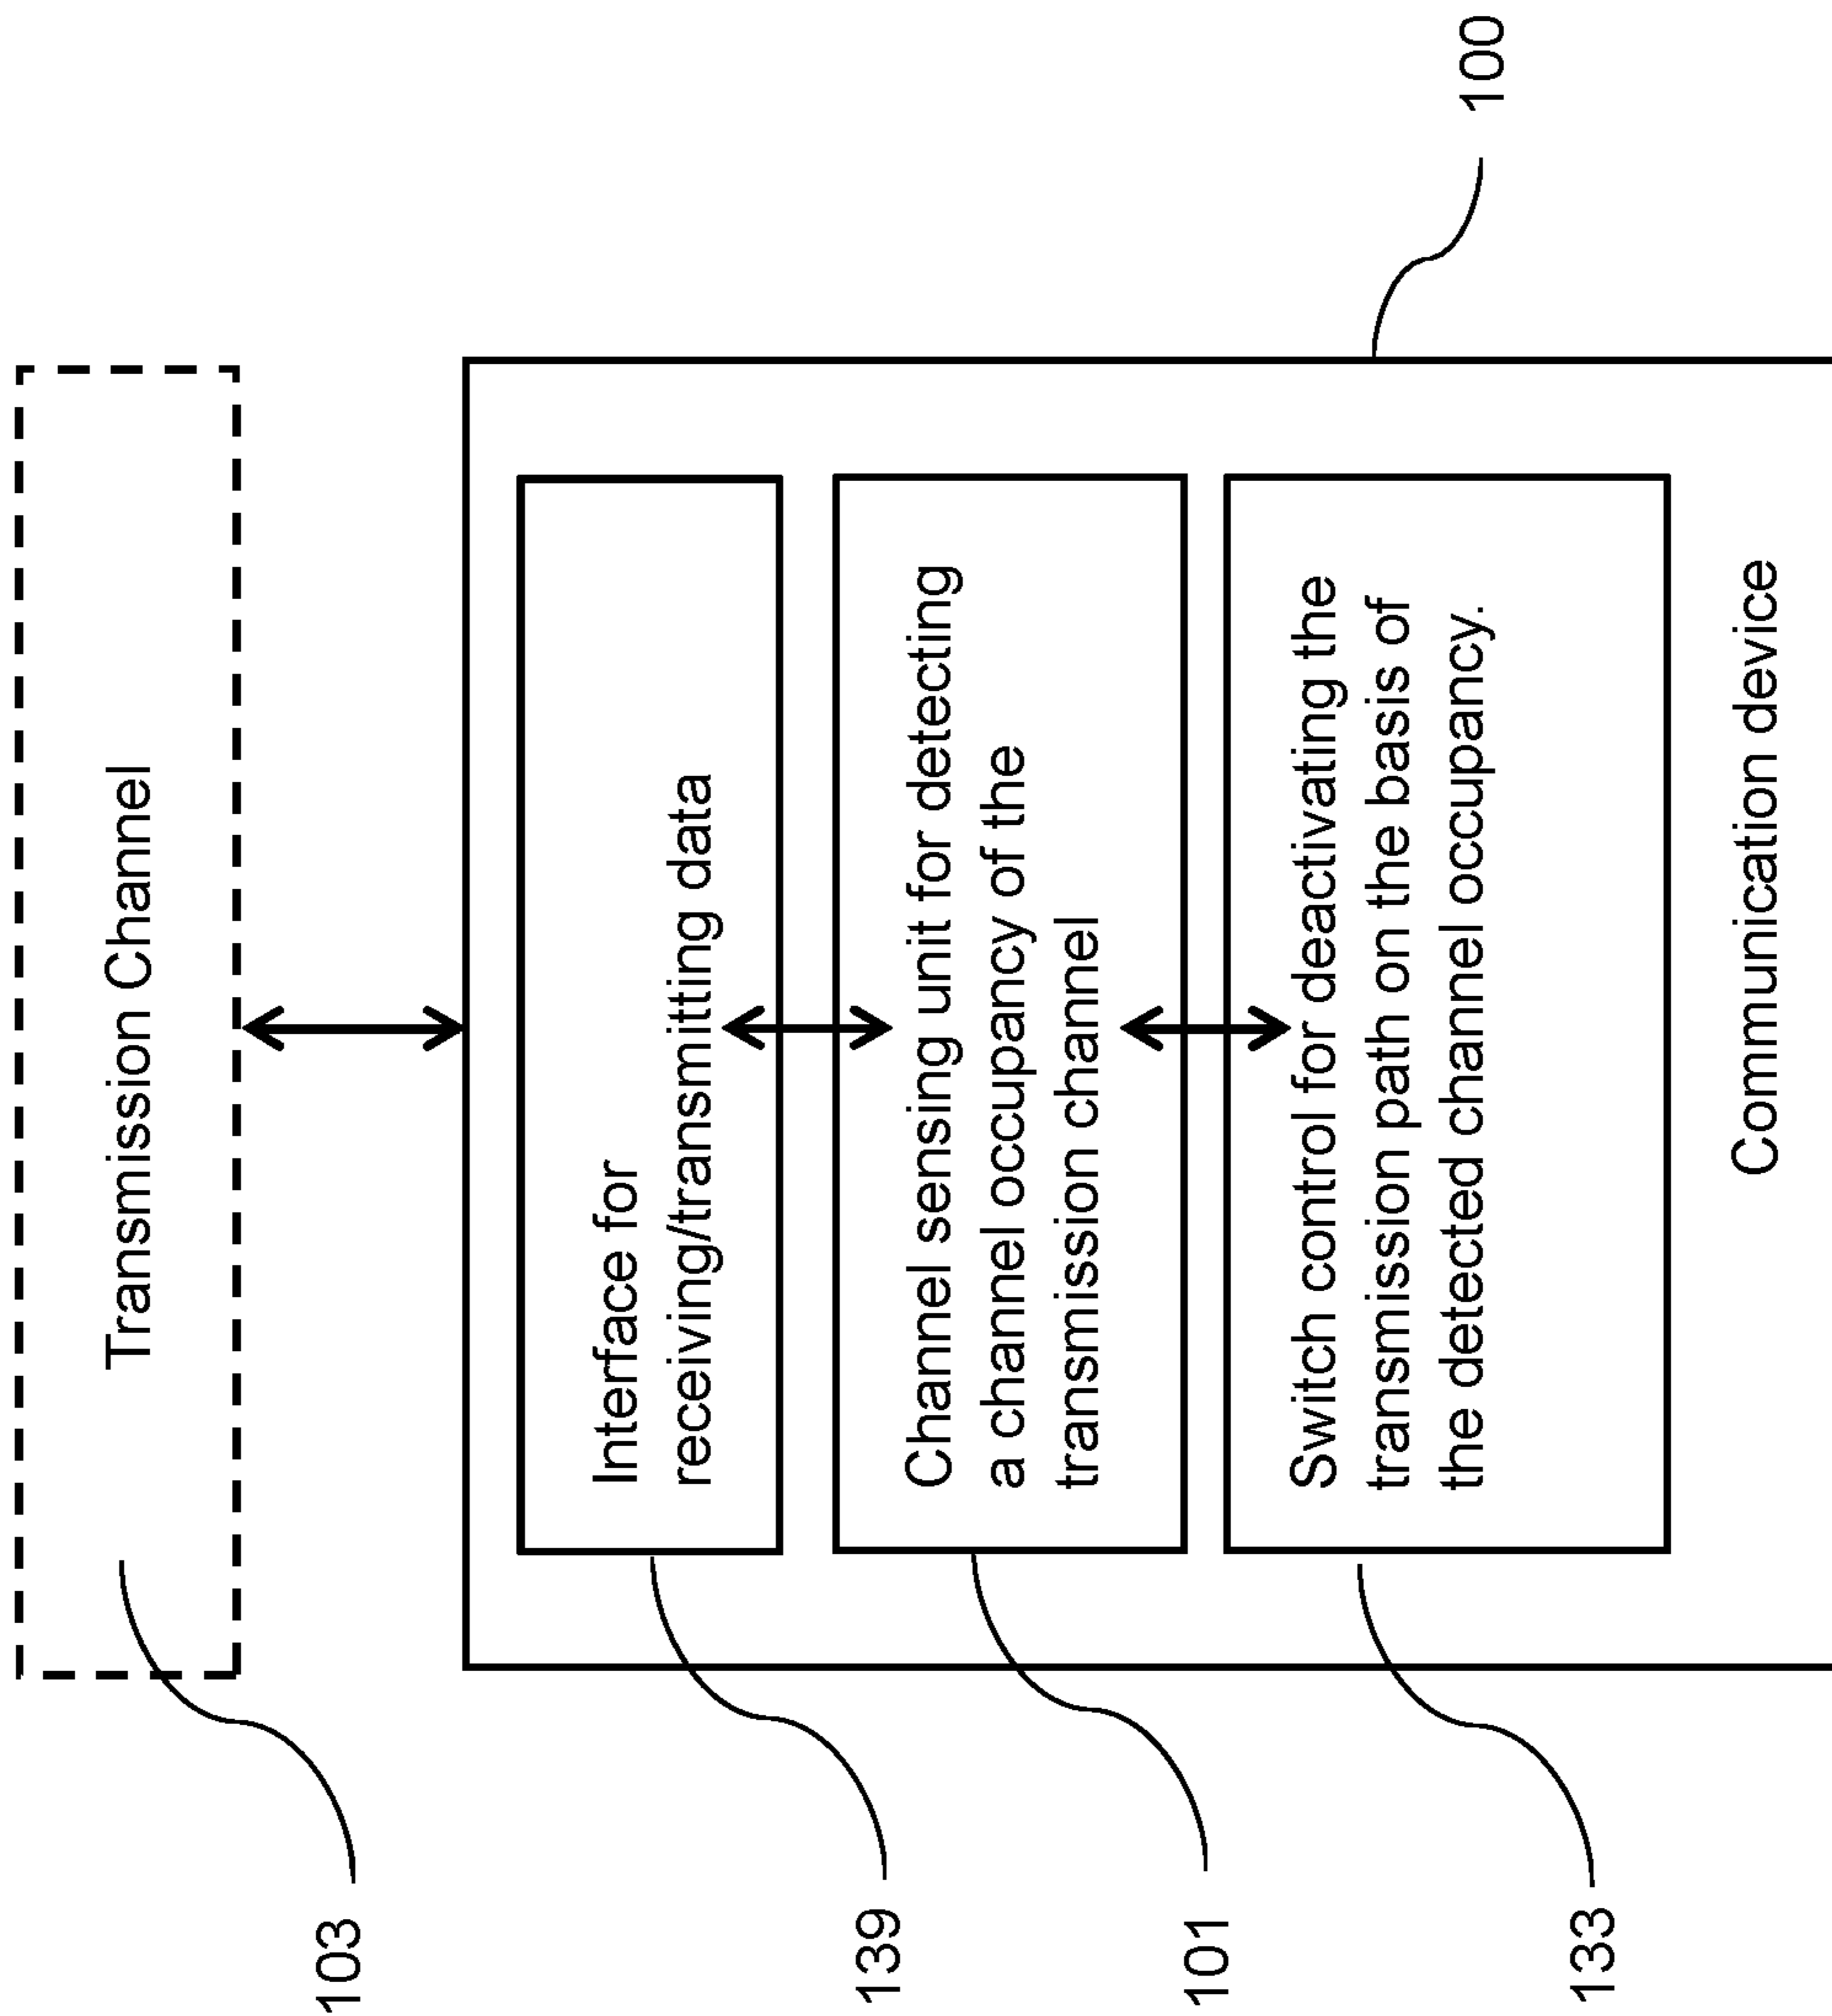 Transmission Channel
103
Interface for
receiving/transmitting data
139
Channel sensing unit for detecting
a channel occupancy of the
transmission channel
101
Switch control for deactivating the
transmission path on the basis of
the detected channel occupancy.
133
Communication device
100